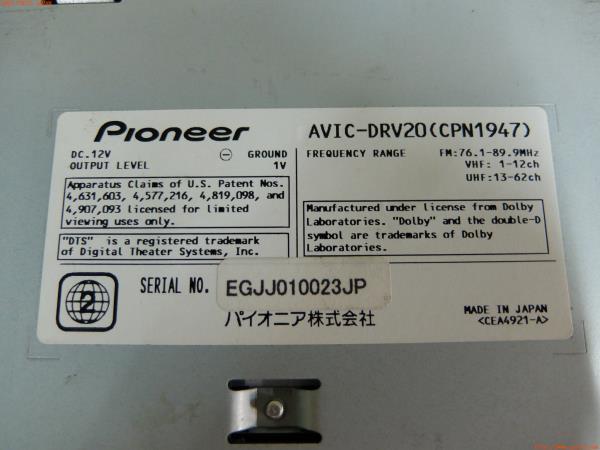 Pioneer
AVIC-DRV20(CPN1947)
DC.12V ⊖ GROUND
OUTPUT LEVEL 1V
FREQUENCY RANGE FM:76.1-89.9MHz
VHF: 1-12ch
UHF:13-62ch
Apparatus Claims of U.S. Patent Nos.
4,631,603, 4,577,216, 4,819,098, and
4,907,093 licensed for limited
viewing uses only.
Manufactured under license from Dolby
Laboratories. "Dolby" and the double-D
symbol are trademarks of Dolby
Laboratories.
"DTS" is a registered trademark
of Digital Theater Systems, Inc.
2
SERIAL NO. EGJJ010023JP
パイオニア株式会社
MADE IN JAPAN
<CEA4921-A>